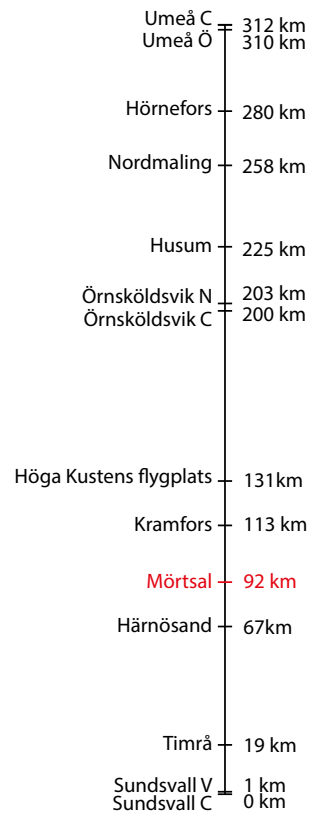 Umeå C 312 km
Umeå Ö 310 km
Hörnefors 280 km
Nordmaling 258 km
Husum 225 km
Örnsköldsvik N 203 km
Örnsköldsvik C 200 km
Höga Kustens flygplats 131km
Kramfors 113 km
Mörtsal 92 km
Härnösand 67km
Timrå 19 km
Sundsvall V 1 km
Sundsvall C 0 km